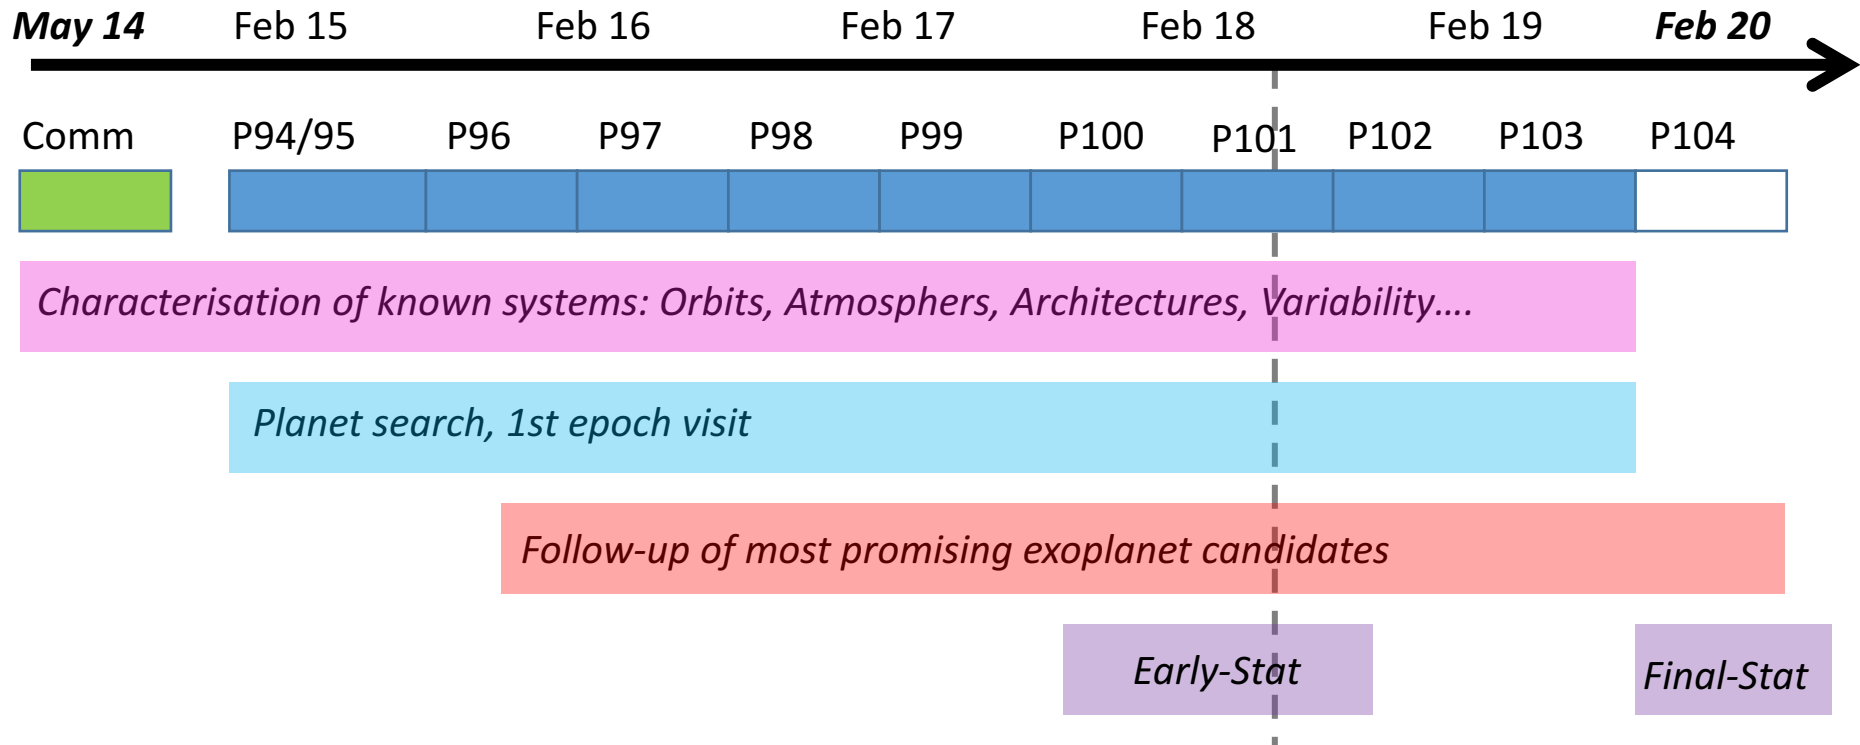 May 14 Feb 15 Feb 16 Feb 17 Feb 18 Feb 19 Feb 20
Comm P94/95 P96 P97 P98 P99 P100 P101 P102 P103 P104
Characterisation of known systems: Orbits, Atmosphers, Architectures, Variability....
Planet search, 1st epoch visit
Follow-up of most promising exoplanet candidates
Early-Stat Final-Stat